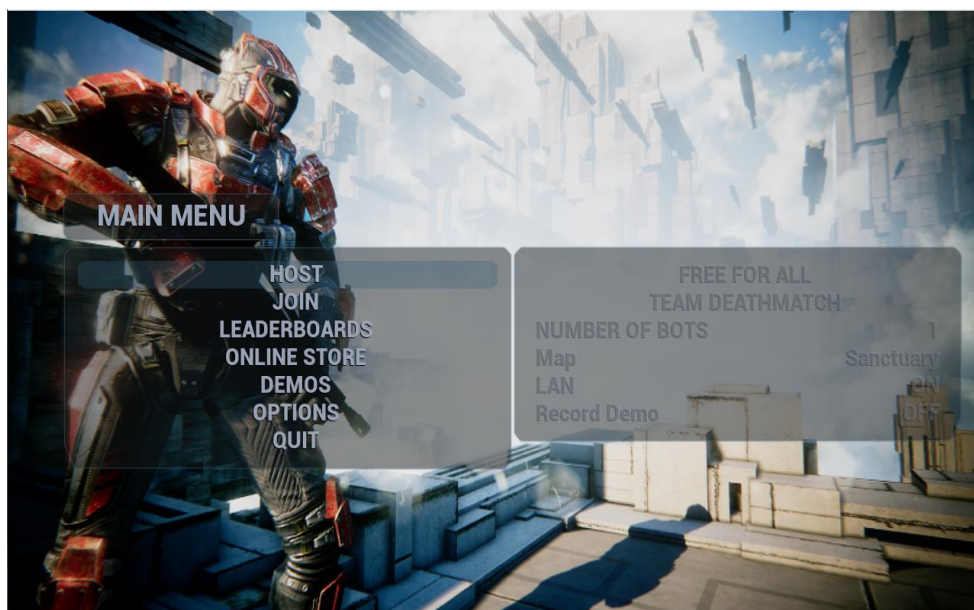 MAIN MENU
HOST
JOIN
LEADERBOARDS
ONLINE STORE
DEMOS
OPTIONS
QUIT
FREE FOR ALL
TEAM DEATHMATCH
NUMBER OF BOTS 1
Map Sanctuary
LAN ON
Record Demo OFF